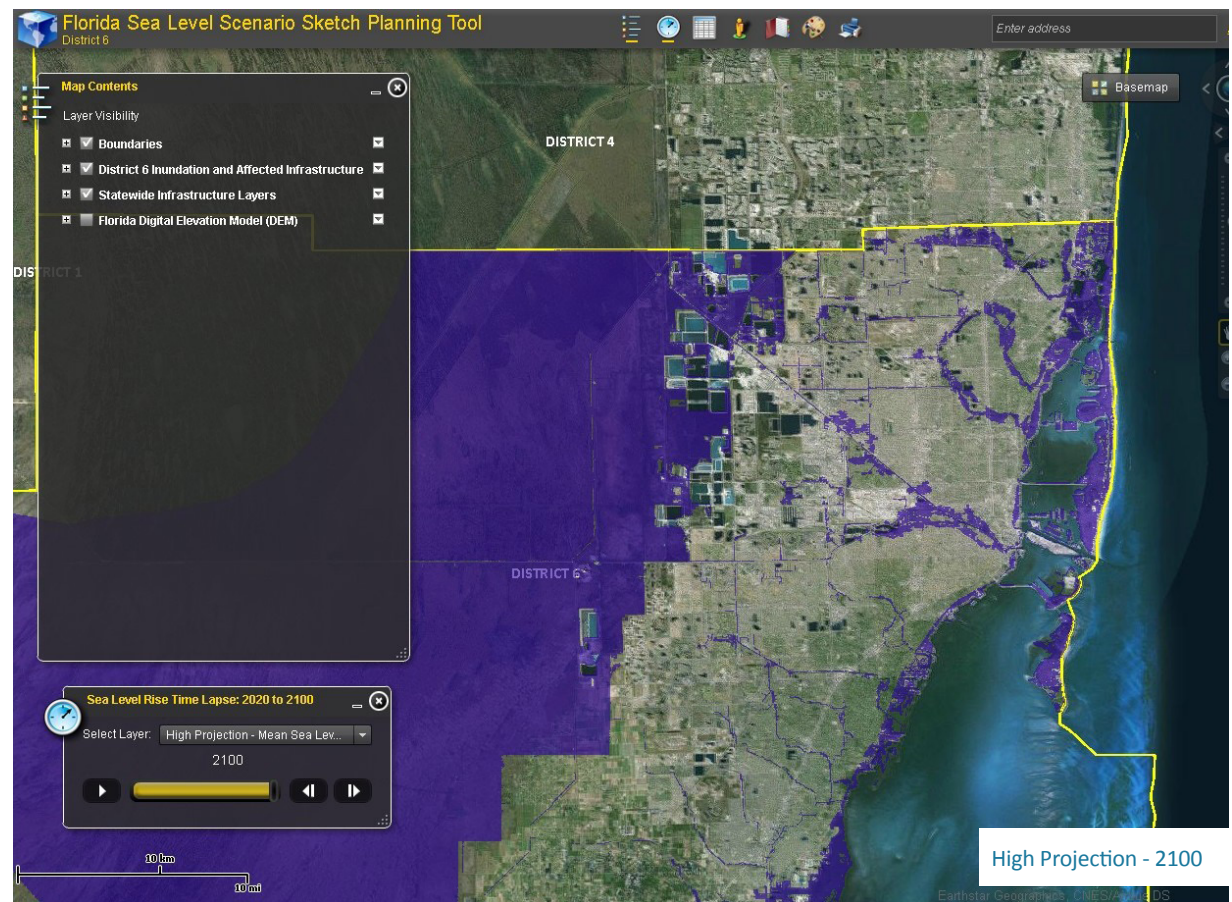 Florida Sea Level Scenario Sketch Planning Tool
District 6
Enter address
Map Contents
Layer Visibility
Boundaries
District 6 Inundation and Affected Infrastructure
Statewide Infrastructure Layers
Florida Digital Elevation Model (DEM)
Basemap
DISTRICT 4
DISTRICT 1
DISTRICT 6
Sea Level Rise Time Lapse: 2020 to 2100
Select Layer: High Projection - Mean Sea Lev...
2100
10 km
10 mi
High Projection - 2100
Earthstar Geographics, CNES/Airbus DS